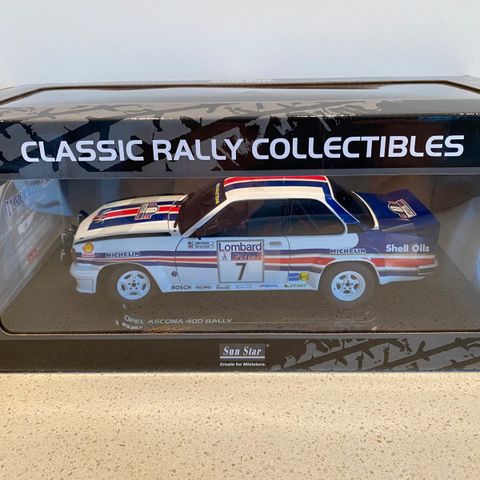 CLASSIC RALLY COLLECTIBLES
MICHELIN
Lombard
7
MICHELIN
Shell Oils
BOSCH
RECARO
OPEL ASCONA 400 RALLY
Sun Star
Create for Miniature.